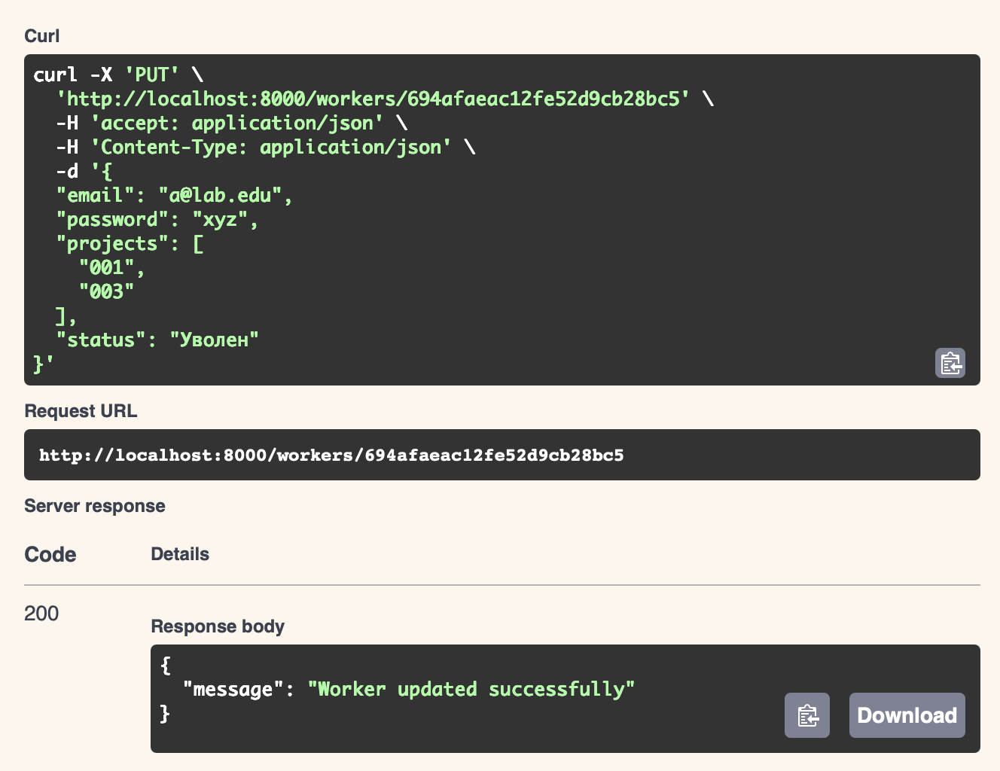 Curl
curl -X 'PUT' \
  'http://localhost:8000/workers/694afaeac12fe52d9cb28bc5' \
  -H 'accept: application/json' \
  -H 'Content-Type: application/json' \
  -d '{
  "email": "a@lab.edu",
  "password": "xyz",
  "projects": [
    "001",
    "003"
  ],
  "status": "Уволен"
}'
Request URL
http://localhost:8000/workers/694afaeac12fe52d9cb28bc5
Server response
Code Details
200
Response body
{
  "message": "Worker updated successfully"
}
Download